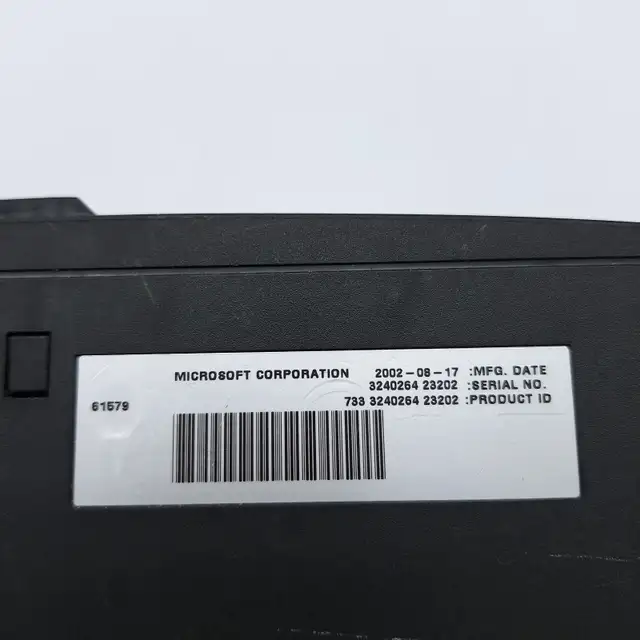 MICROSOFT CORPORATION 2002-08-17 :MFG. DATE
3240264 23202 :SERIAL NO.
61579 733 3240264 23202 :PRODUCT ID